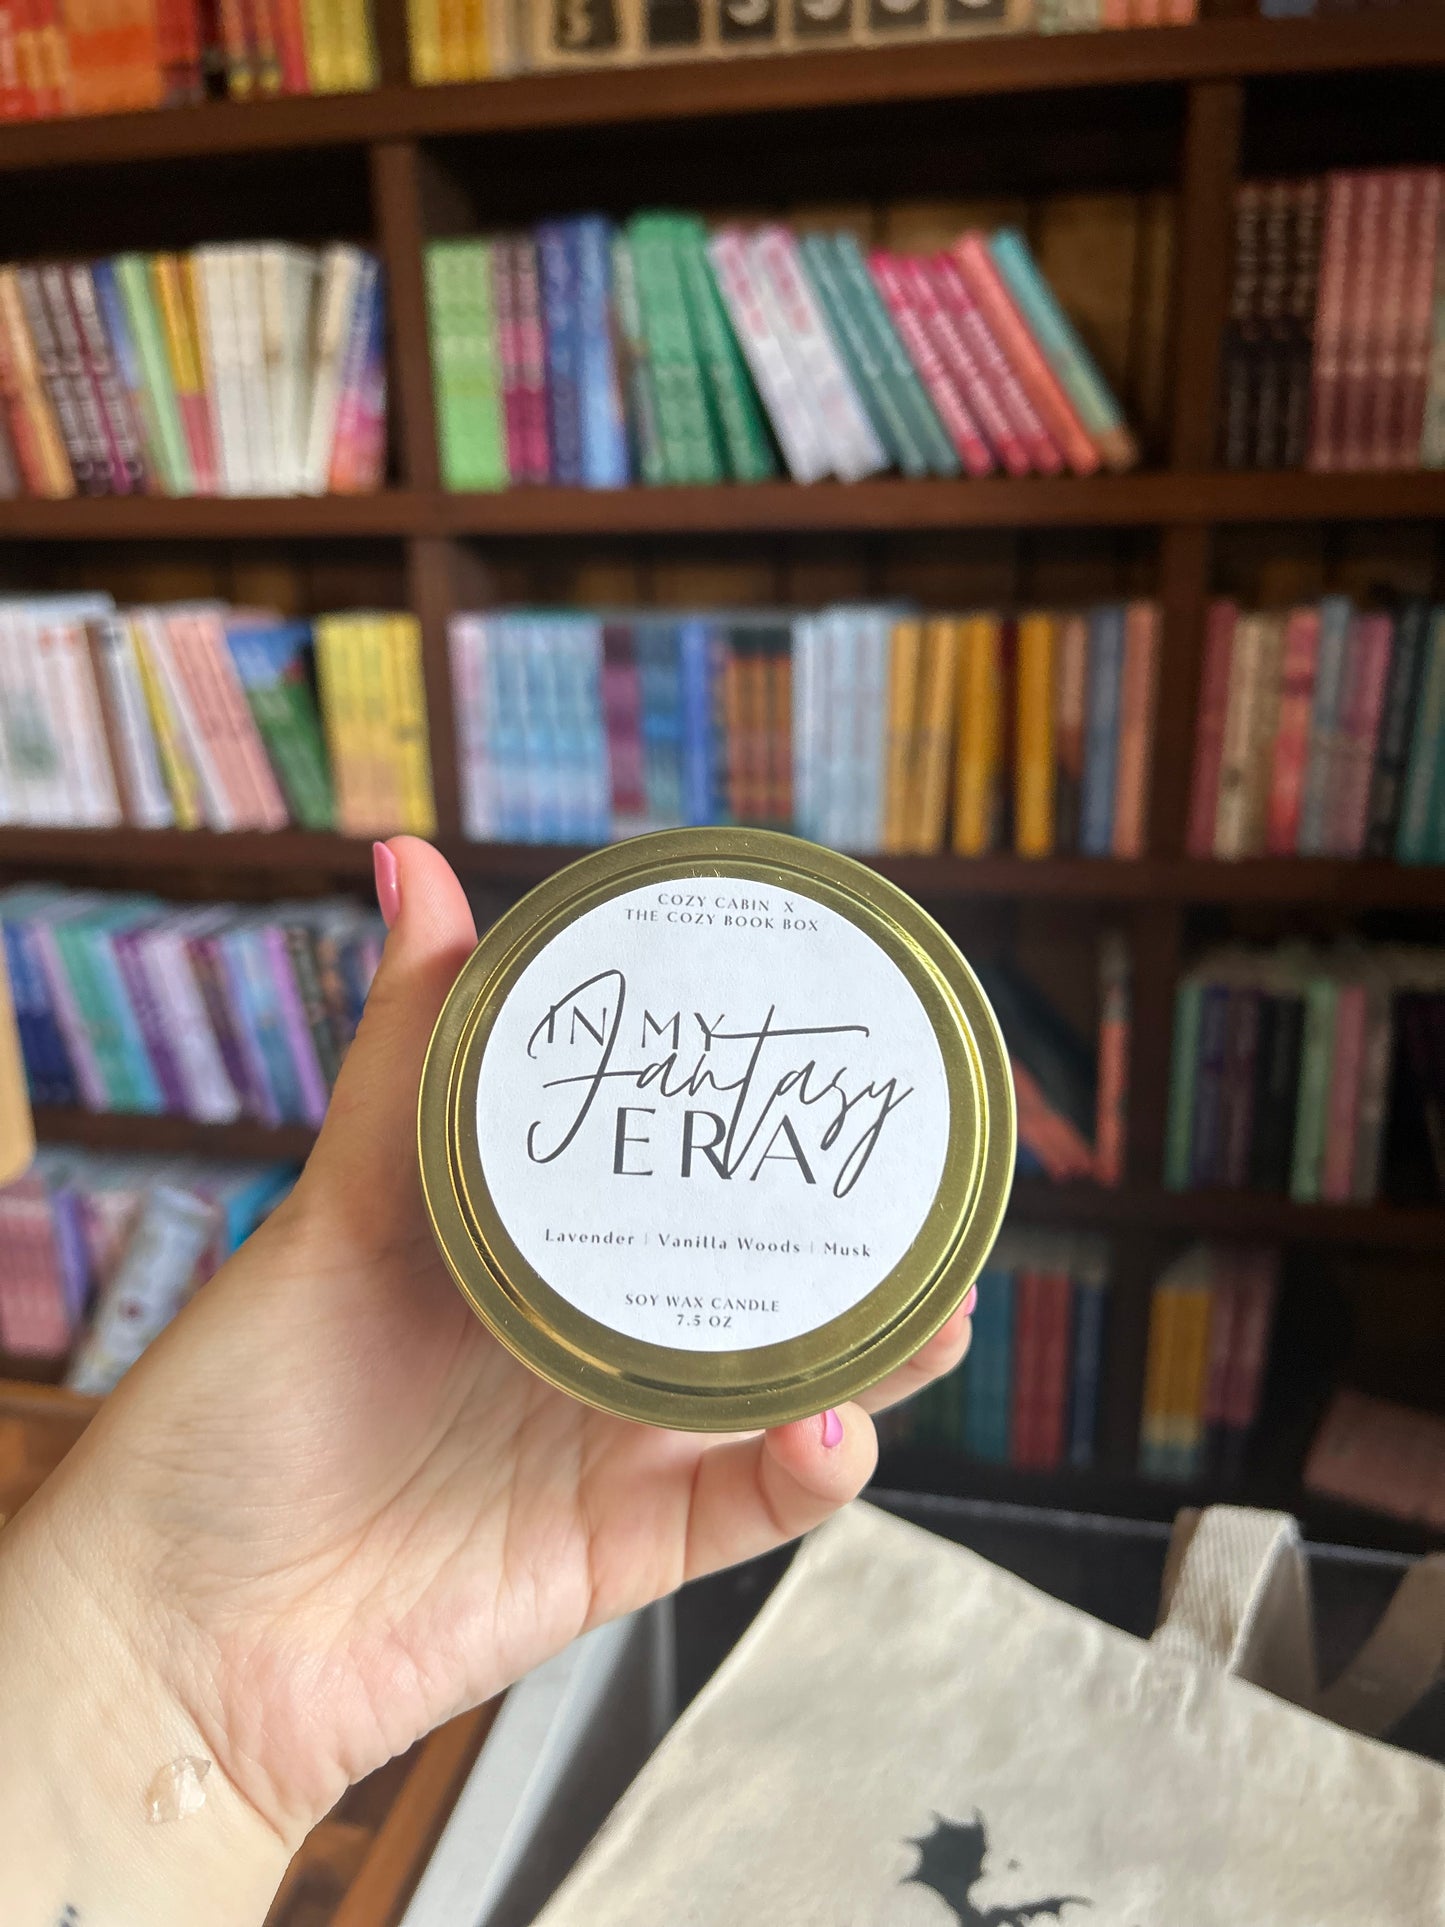 COZY CABIN X
THE COZY BOOK BOX
IN MY
Fantasy
ERA
Lavender | Vanilla Woods | Musk
SOY WAX CANDLE
7.5 OZ